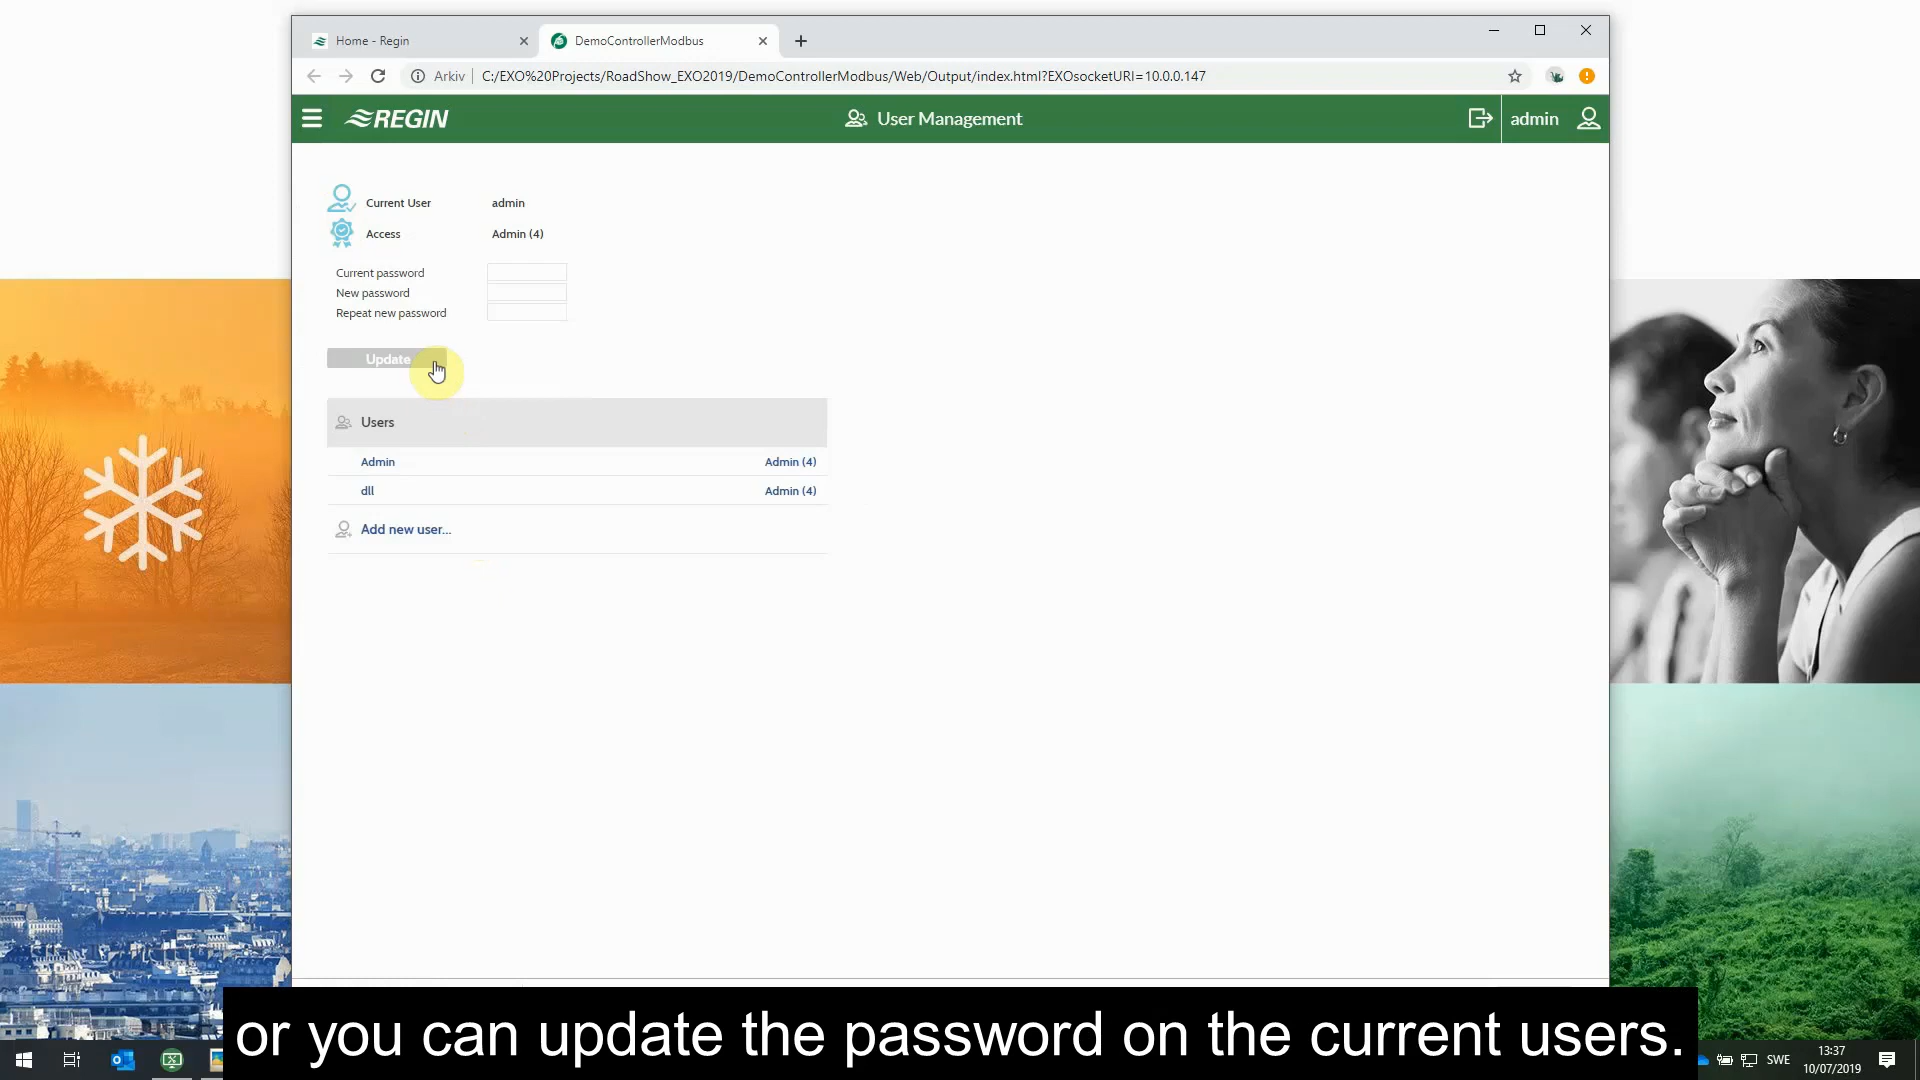 Home - Regin
DemoControllerModbus
Arkiv
C:/EXO%20Projects/RoadShow_EXO2019/DemoControllerModbus/Web/Output/index.html?EXOsocketURI=10.0.0.147
REGIN
User Management
admin
Current User admin
Access Admin (4)
Current password
New password
Repeat new password
Update
Users
Admin Admin (4)
dll Admin (4)
Add new user...
or you can update the password on the current users.
SWE
13:37
10/07/2019